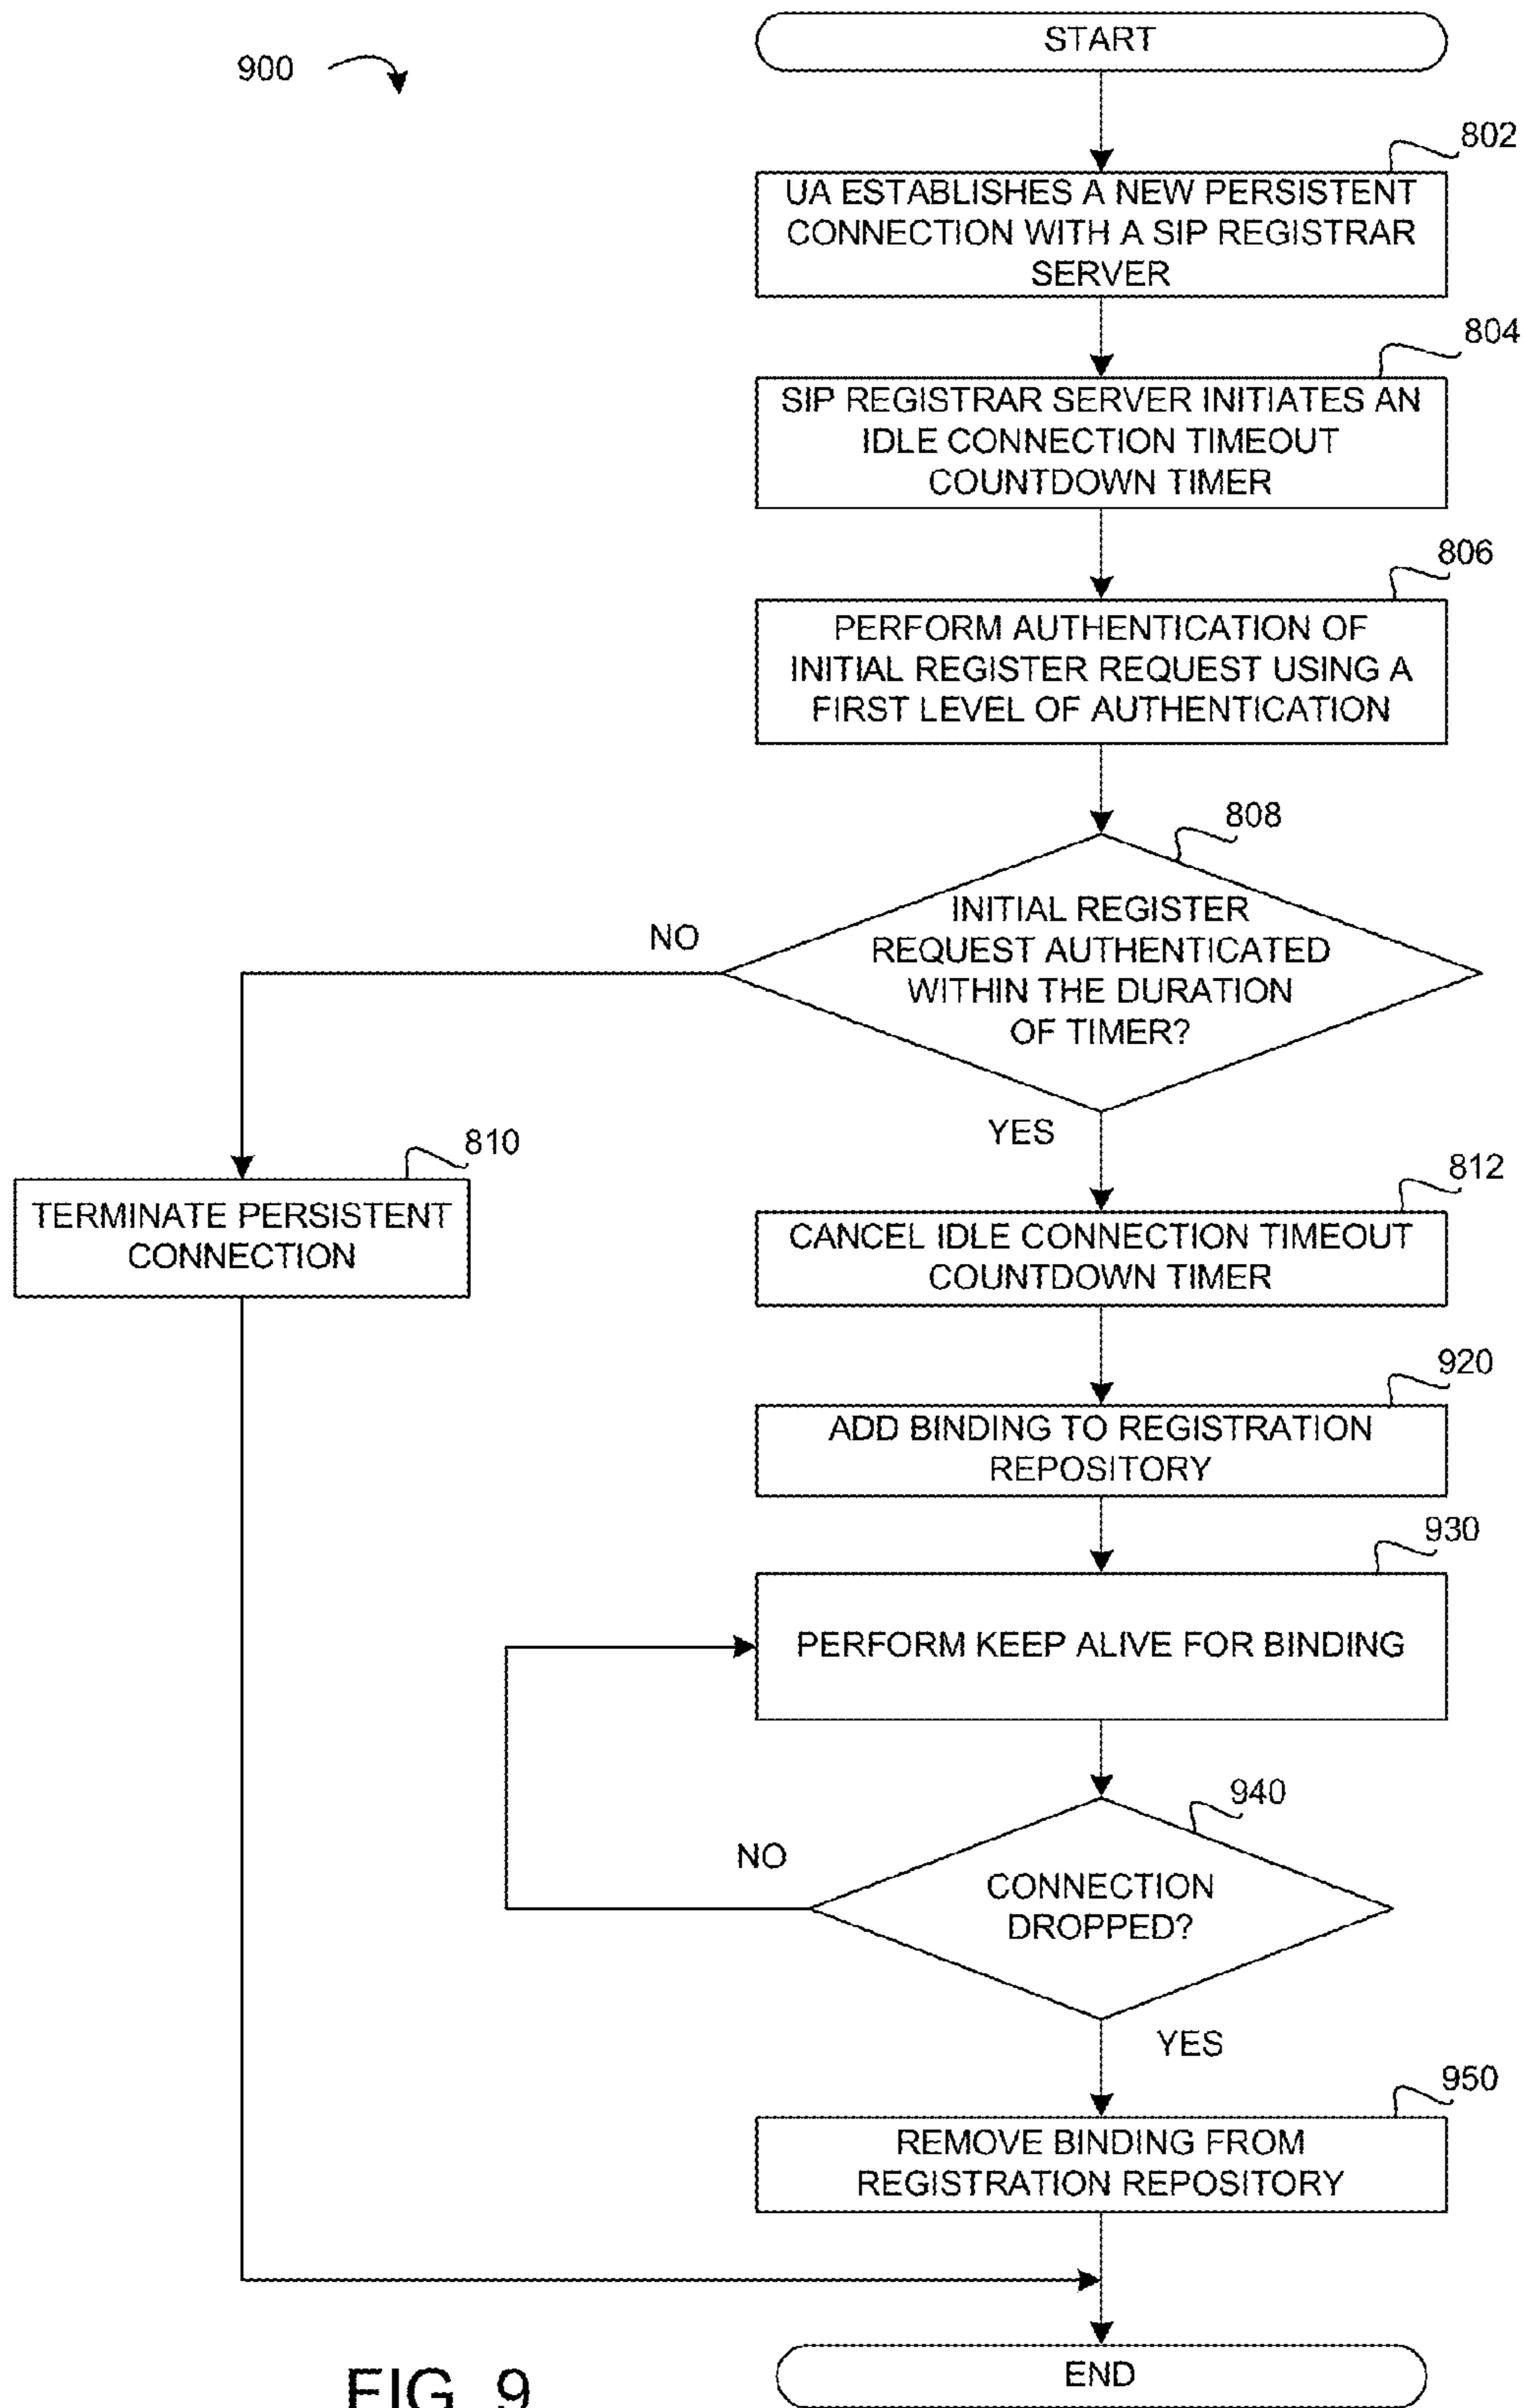 900
START
802
UA ESTABLISHES A NEW PERSISTENT
CONNECTION WITH A SIP REGISTRAR
SERVER
804
SIP REGISTRAR SERVER INITIATES AN
IDLE CONNECTION TIMEOUT
COUNTDOWN TIMER
806
PERFORM AUTHENTICATION OF
INITIAL REGISTER REQUEST USING A
FIRST LEVEL OF AUTHENTICATION
808
INITIAL REGISTER
REQUEST AUTHENTICATED
WITHIN THE DURATION
OF TIMER?
NO
YES
810
TERMINATE PERSISTENT
CONNECTION
812
CANCEL IDLE CONNECTION TIMEOUT
COUNTDOWN TIMER
920
ADD BINDING TO REGISTRATION
REPOSITORY
930
PERFORM KEEP ALIVE FOR BINDING
940
CONNECTION
DROPPED?
NO
YES
950
REMOVE BINDING FROM
REGISTRATION REPOSITORY
END
FIG. 9